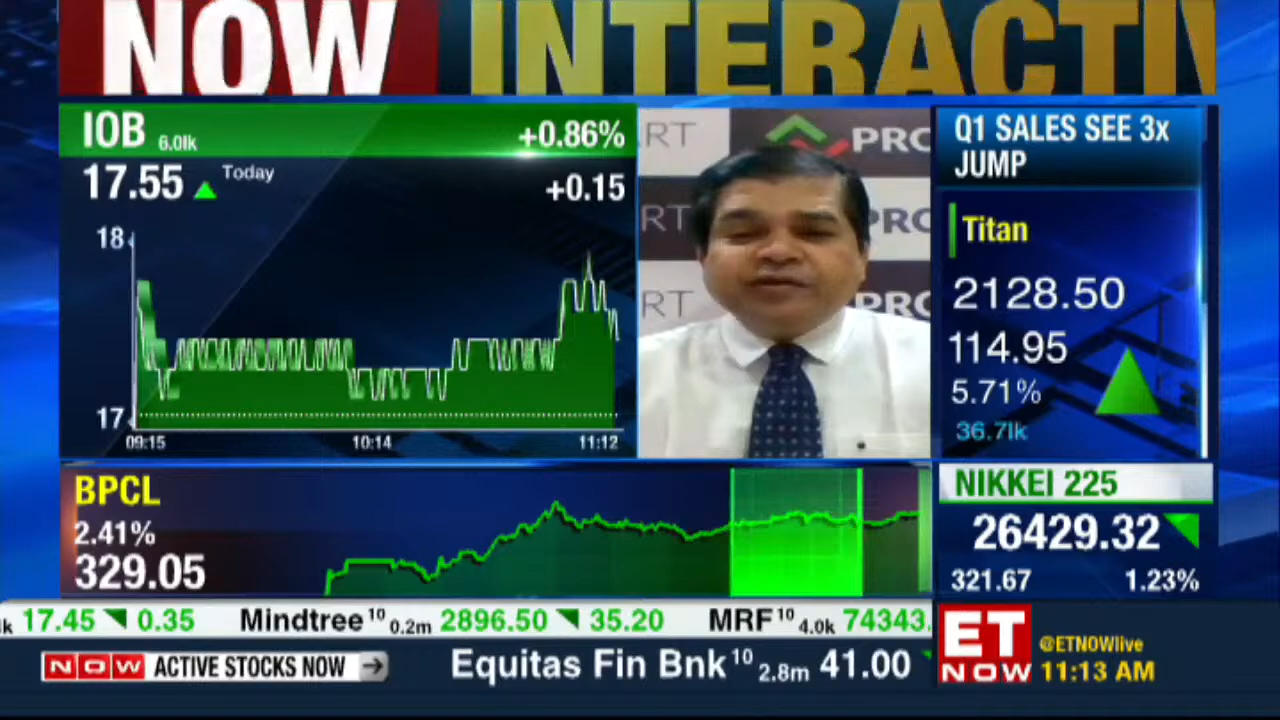 NOW INTERACTIV
IOB 6.01k +0.86%
17.55 Today +0.15
18
17
09:15 10:14 11:12
RT PRO
RT PRO
RT PRO
Q1 SALES SEE 3x
JUMP
Titan
2128.50
114.95
5.71%
36.71k
BPCL
2.41%
329.05
NIKKEI 225
26429.32
321.67 1.23%
k 17.45 0.35 Mindtree 10 0.2m 2896.50 35.20 MRF 10 4.0k 74343.
NOW ACTIVE STOCKS NOW Equitas Fin Bnk 10 2.8m 41.00
ET
NOW
@ETNOWlive
11:13 AM